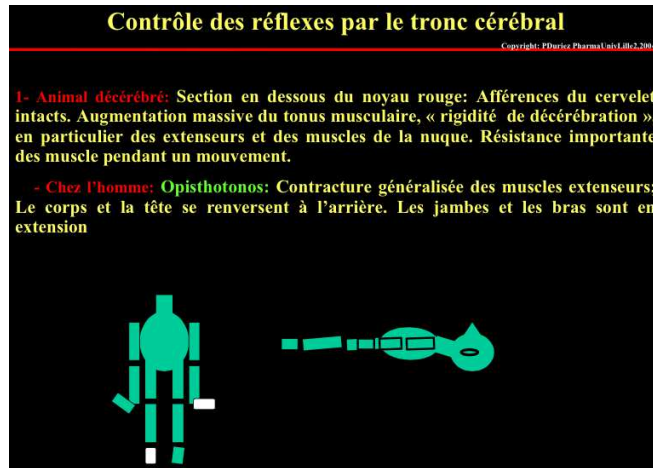 Contrôle des réflexes par le tronc cérébral
Copyright: PDuriez PharmaUnivLille2,2004
1- Animal décérébré: Section en dessous du noyau rouge: Afférences du cervelet
intacts. Augmentation massive du tonus musculaire, « rigidité de décérébration »
en particulier des extenseurs et des muscles de la nuque. Résistance importante
des muscle pendant un mouvement.
- Chez l'homme: Opisthotonos: Contracture généralisée des muscles extenseurs:
Le corps et la tête se renversent à l'arrière. Les jambes et les bras sont en
extension